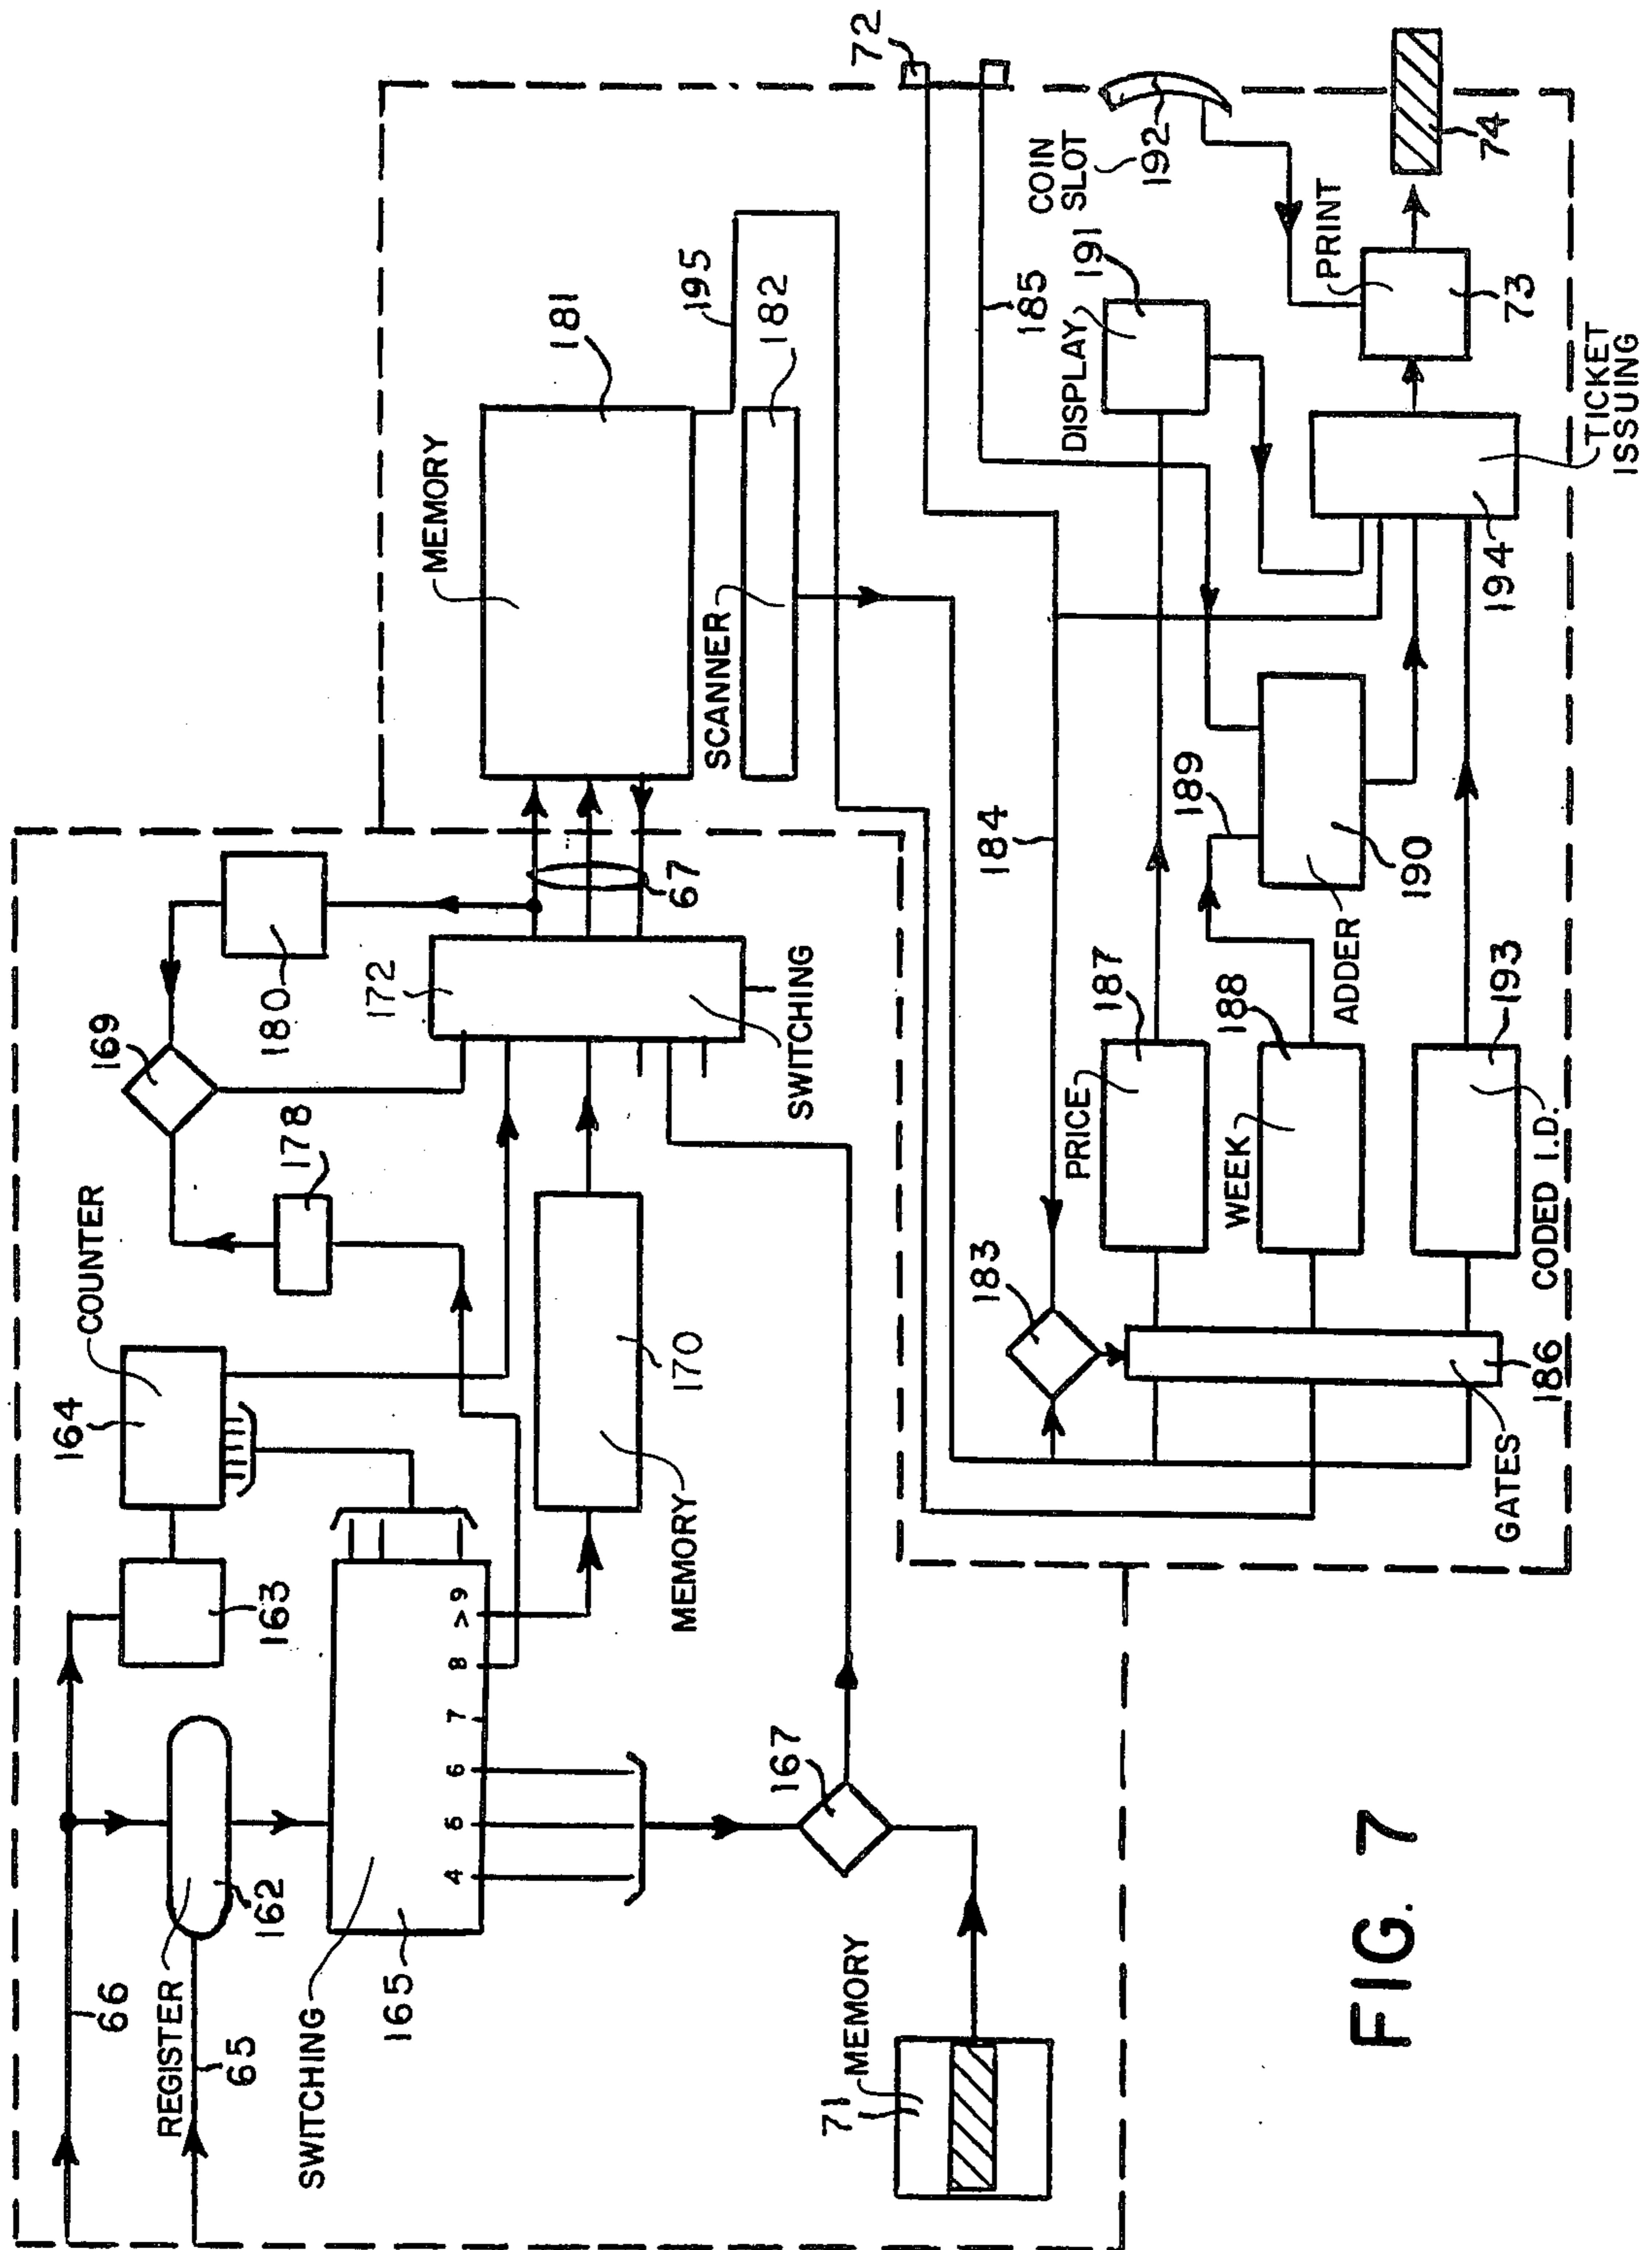 66
REGISTER
65
162
163
164
COUNTER
SWITCHING
165
4
6
6
7
8
>9
178
169
180
172
MEMORY
170
SWITCHING
67
71
MEMORY
167
MEMORY
181
195
SCANNER
182
72
184
185
183
PRICE
187
WEEK
188
189
ADDER
190
DISPLAY
191
COIN
SLOT
192
PRINT
73
74
TICKET
ISSUING
194
193
CODED I.D.
GATES
186
FIG. 7